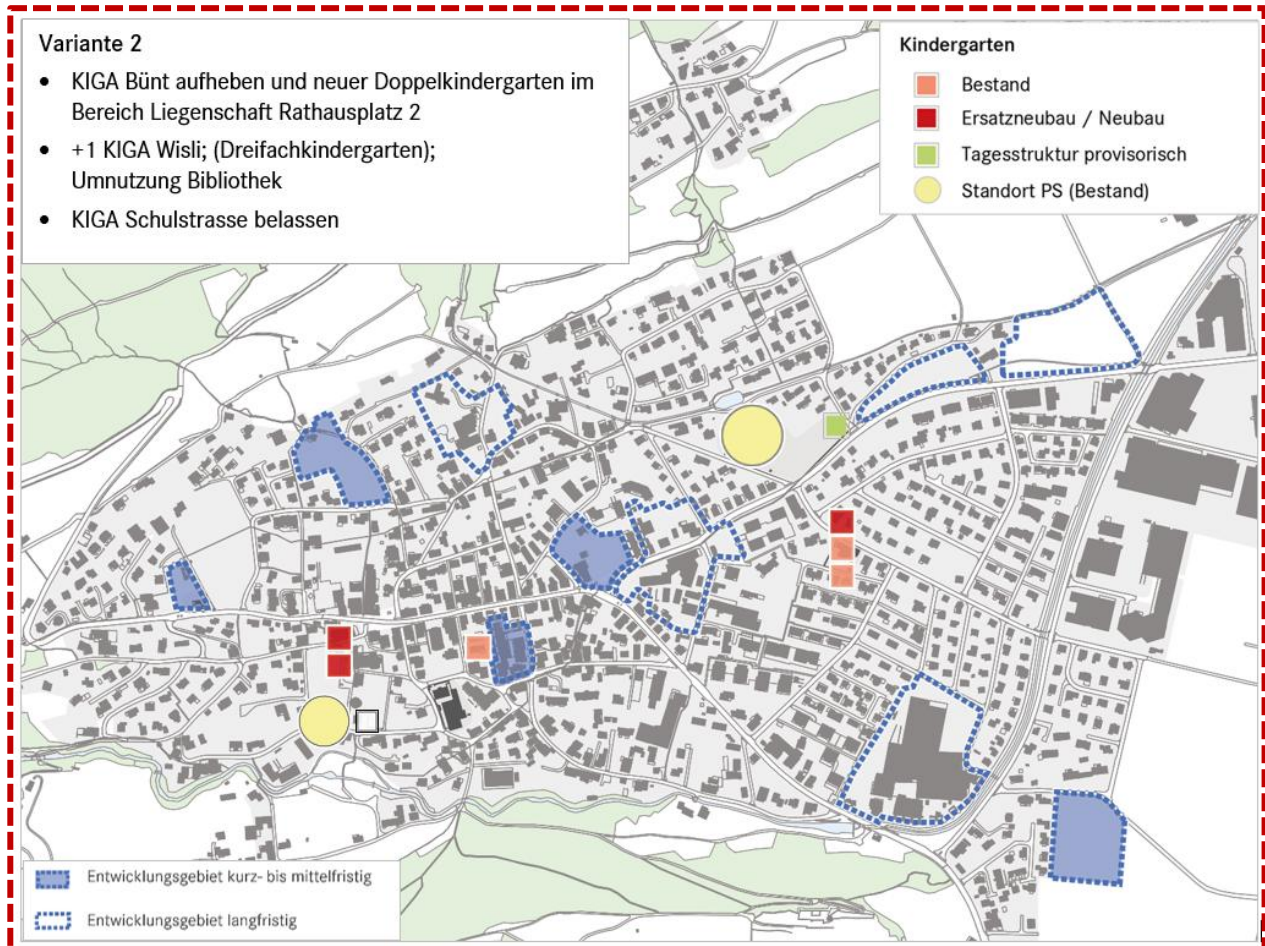 Variante 2
• KIGA Bünt aufheben und neuer Doppelkindergarten im
Bereich Liegenschaft Rathausplatz 2
• +1 KIGA Wisli; (Dreifachkindergarten);
Umnutzung Bibliothek
• KIGA Schulstrasse belassen
Kindergarten
Bestand
Ersatzneubau / Neubau
Tagesstruktur provisorisch
Standort PS (Bestand)
Entwicklungsgebiet kurz- bis mittelfristig
Entwicklungsgebiet langfristig